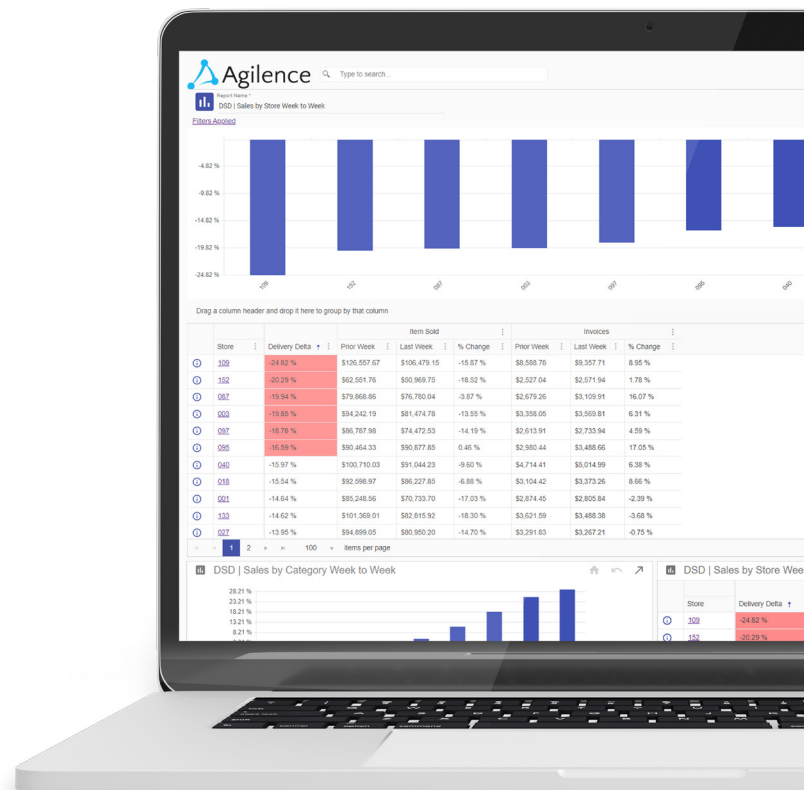 Agilence
Type to search..
Report Name *
DSD | Sales by Store Week to Week
Filters Applied
-4.82 %
-9.82 %
-14.82 %
-19.82 %
-24.82 %
109 152 087 003 097 095 040
Drag a column header and drop it here to group by that column
Item Sold Invoices
Store Delivery Delta Prior Week Last Week % Change Prior Week Last Week % Change
109 -24.82 % $126,557.67 $106,479.15 -15.87 % $8,588.78 $9,357.71 8.95 %
152 -20.29 % $62,551.76 $50,969.75 -18.52 % $2,527.04 $2,571.94 1.78 %
087 -19.94 % $79,868.86 $76,780.04 -3.87 % $2,679.26 $3,109.91 16.07 %
003 -19.85 % $94,242.19 $81,474.78 -13.55 % $3,358.05 $3,569.81 6.31 %
097 -18.78 % $86,787.98 $74,472.53 -14.19 % $2,613.91 $2,733.94 4.59 %
095 -16.59 % $90,464.33 $90,877.85 0.46 % $2,980.44 $3,488.66 17.05 %
040 -15.97 % $100,710.03 $91,044.23 -9.60 % $4,714.41 $5,014.99 6.38 %
018 -15.54 % $92,598.97 $86,227.85 -6.88 % $3,104.42 $3,373.26 8.66 %
001 -14.64 % $85,248.56 $70,733.70 -17.03 % $2,874.45 $2,805.84 -2.39 %
133 -14.62 % $101,369.01 $82,815.92 -18.30 % $3,621.59 $3,488.38 -3.68 %
027 -13.95 % $94,899.05 $80,950.20 -14.70 % $3,291.83 $3,267.21 -0.75 %
1 2 100 items per page
DSD | Sales by Category Week to Week
28.21 %
23.21 %
18.21 %
13.21 %
8.21 %
DSD | Sales by Store Wee
Store Delivery Delta
109 -24.82 %
152 -20.29 %